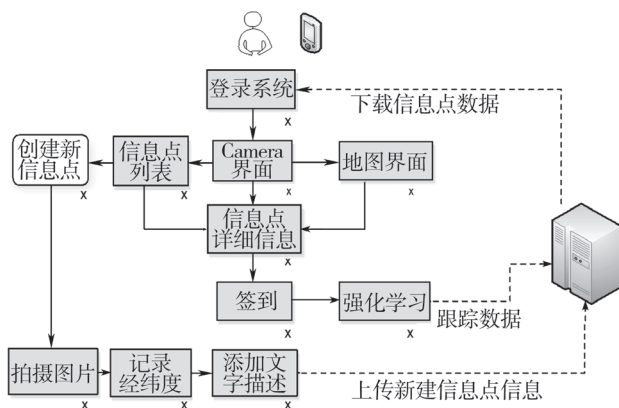 登录系统
x
下载信息点数据
创建新
信息点
x
信息点
列表
x
Camera
界面
x
地图界面
x
信息点
详细信息
x
签到
x
强化学习
x
跟踪数据
拍摄图片
x
记录
经纬度
x
添加文
字描述
x
上传新建信息点信息